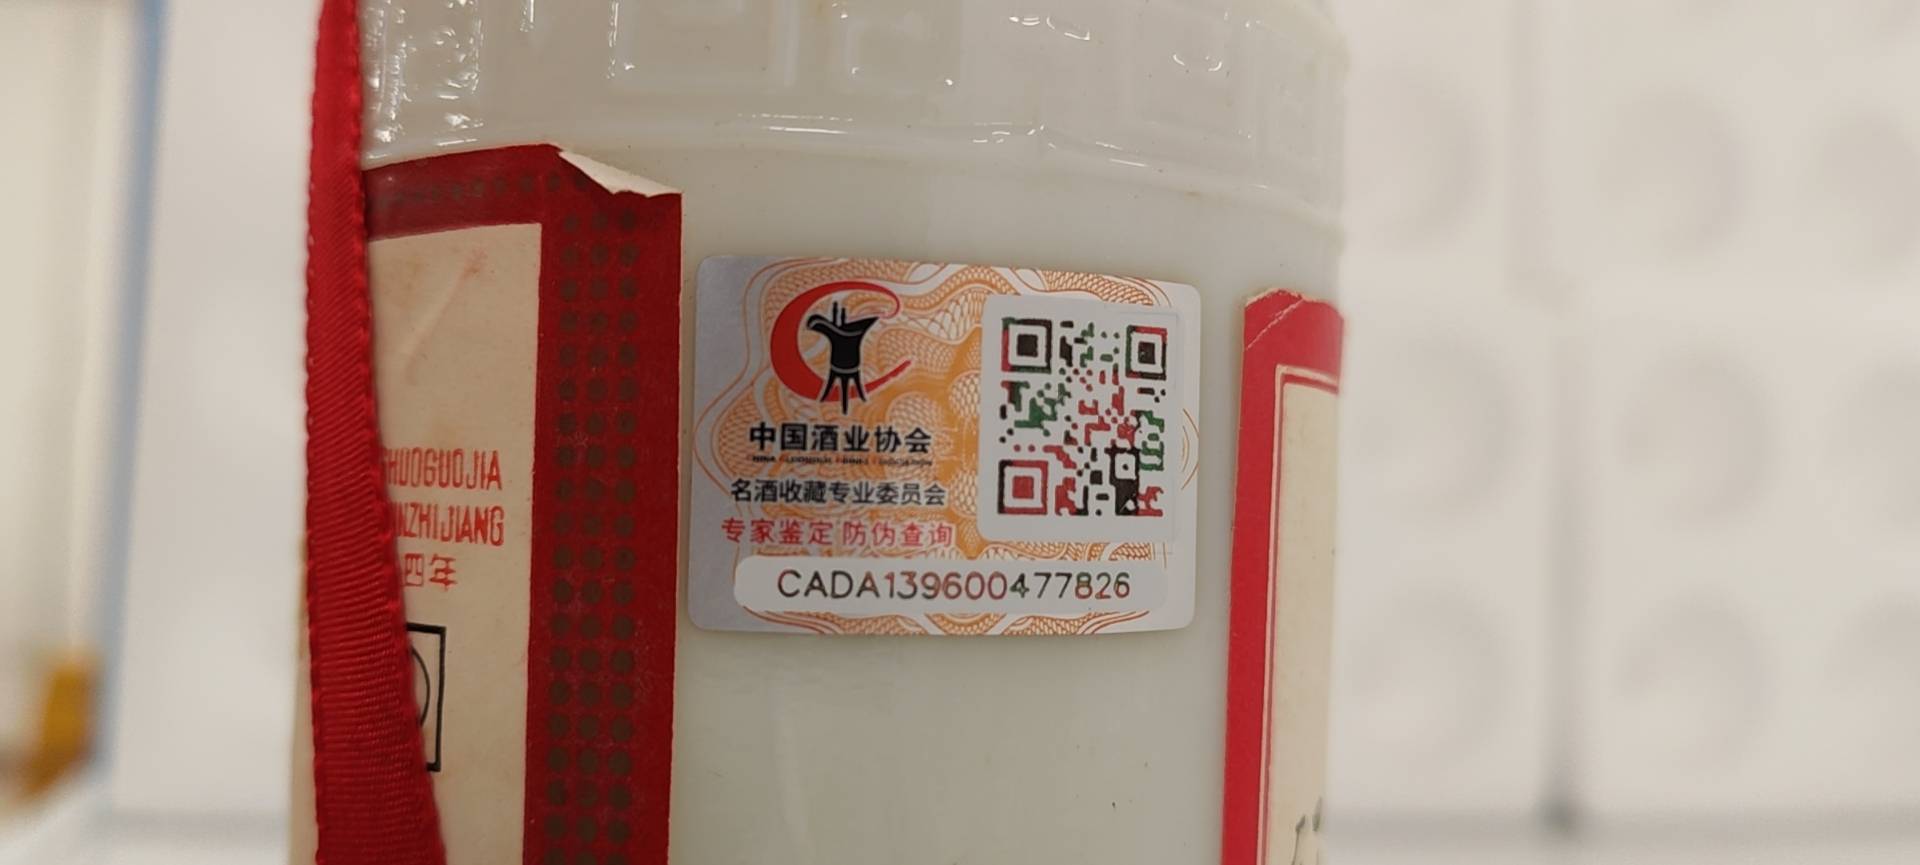 HUOGUOJIA
NZHIJIANG
四年
中国酒业协会
名酒收藏专业委员会
专家鉴定 防伪查询
CADA139600477826